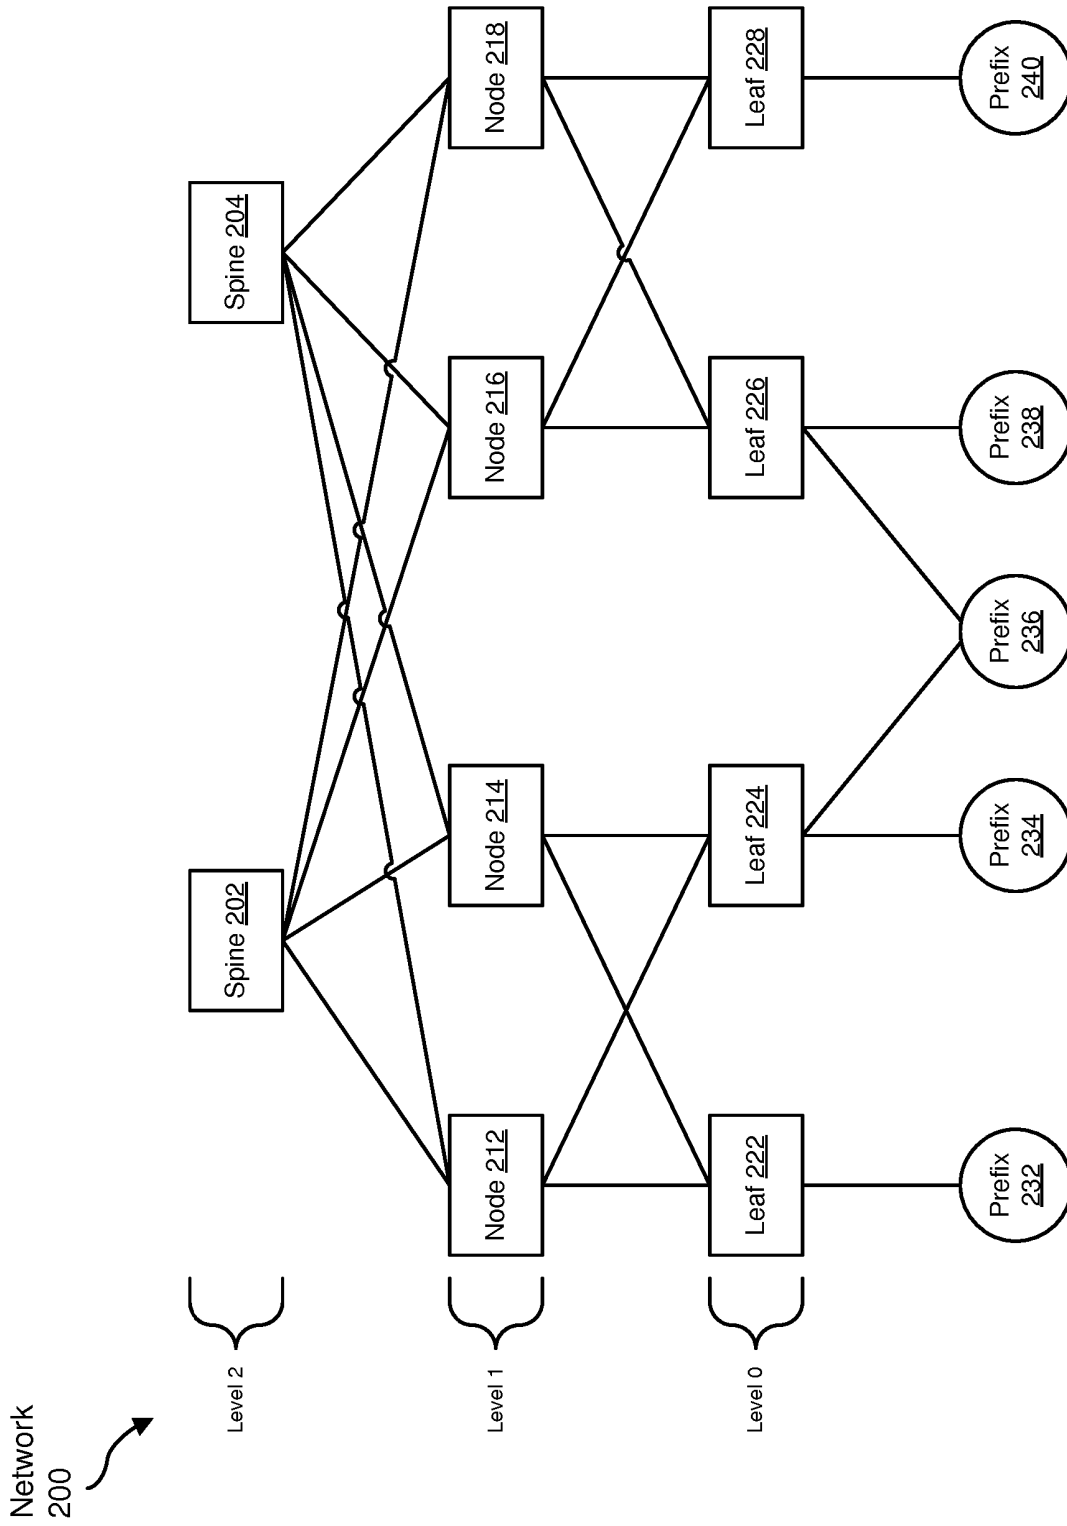 Network
200
Level 2
Spine 202
Spine 204
Level 1
Node 212
Node 214
Node 216
Node 218
Level 0
Leaf 222
Leaf 224
Leaf 226
Leaf 228
Prefix
232
Prefix
234
Prefix
236
Prefix
238
Prefix
240